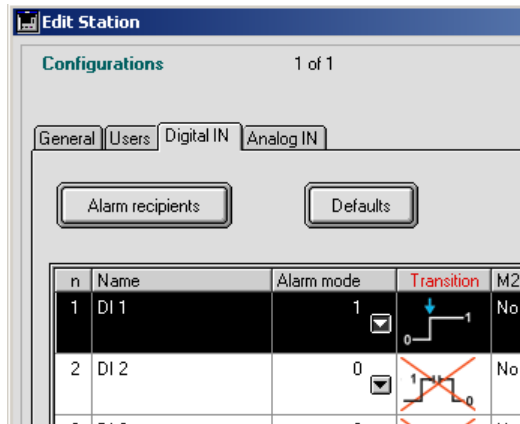 Edit Station
Configurations 1 of 1
General Users Digital IN Analog IN
Alarm recipients Defaults
n Name Alarm mode Transition M2
1 DI 1 1 0 1 No
2 DI 2 0 1 0 No